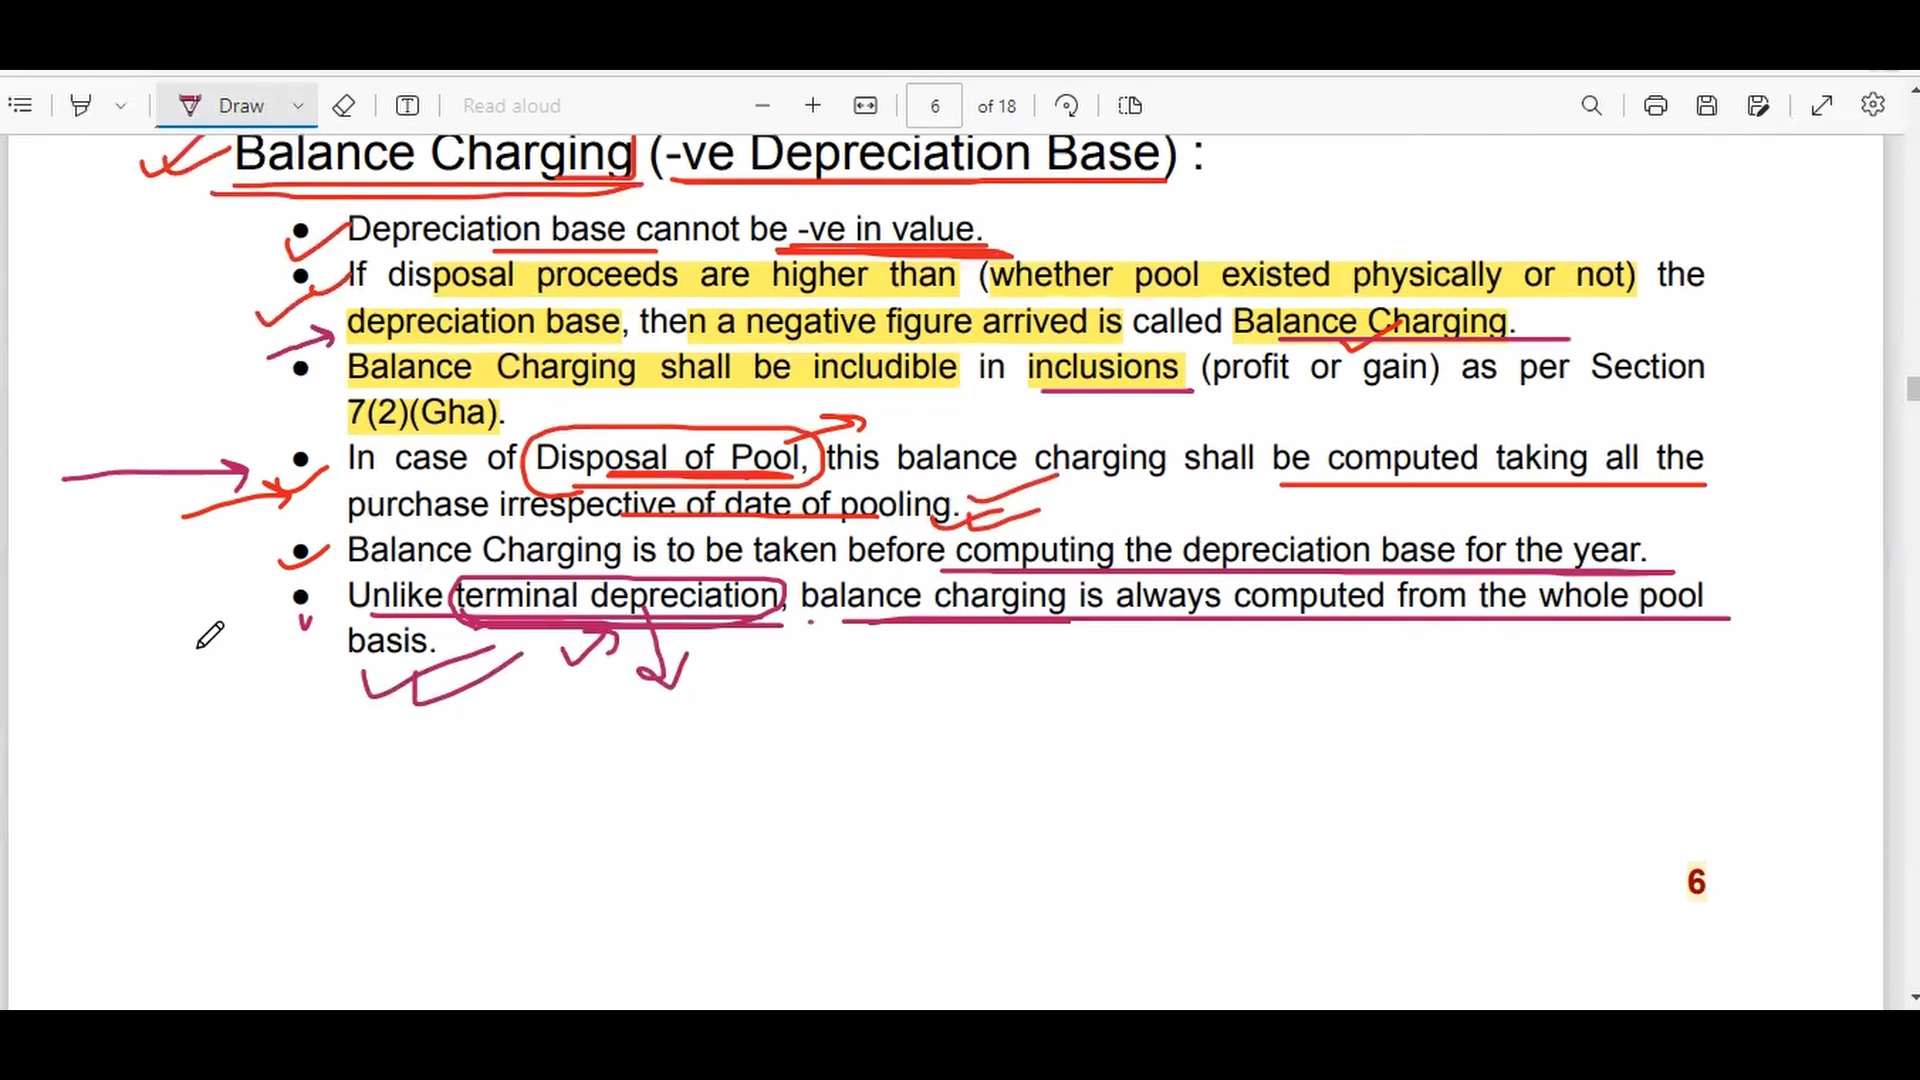 Draw
Read aloud
6 of 18
Balance Charging (-ve Depreciation Base) :
● Depreciation base cannot be -ve in value.
● If disposal proceeds are higher than (whether pool existed physically or not) the
depreciation base, then a negative figure arrived is called Balance Charging.
● Balance Charging shall be includible in inclusions (profit or gain) as per Section
7(2)(Gha).
● In case of Disposal of Pool, this balance charging shall be computed taking all the
purchase irrespective of date of pooling.
● Balance Charging is to be taken before computing the depreciation base for the year.
● Unlike terminal depreciation, balance charging is always computed from the whole pool
basis.
6